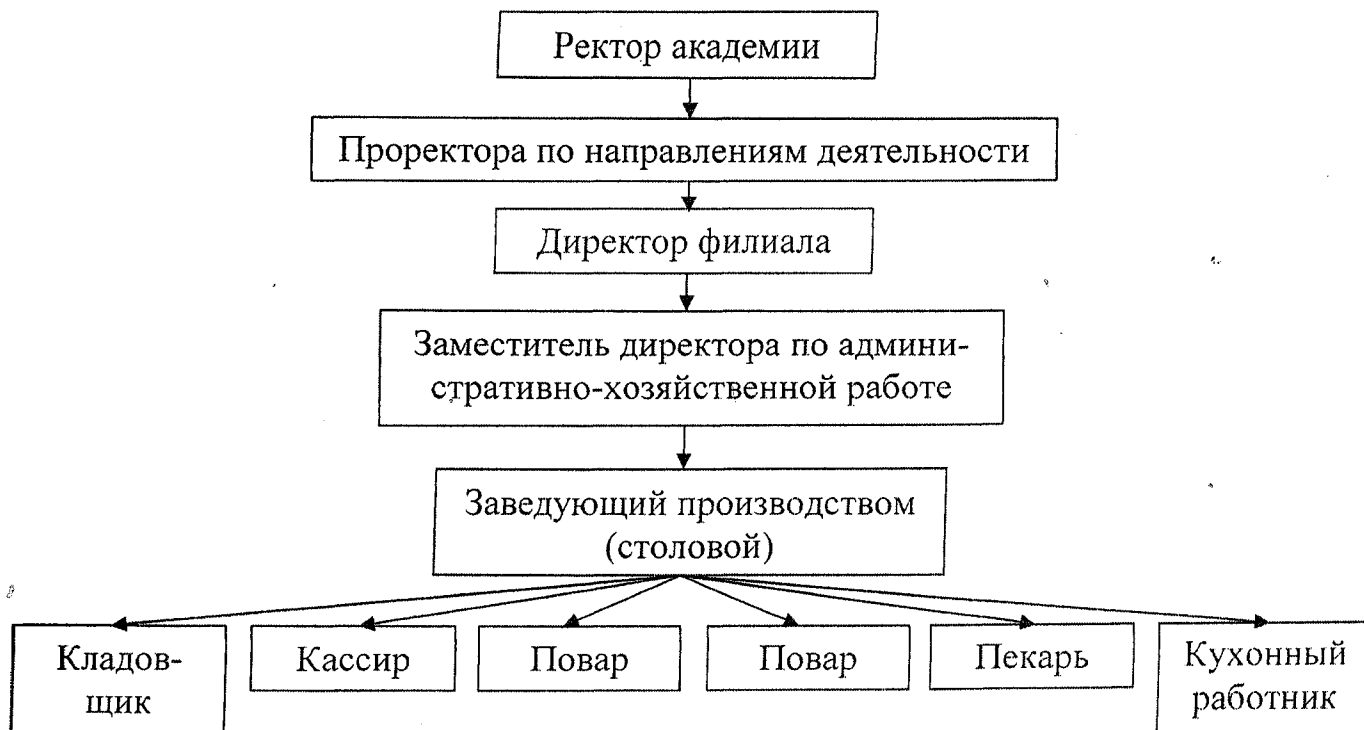 Ректор академии
Проректора по направлениям деятельности
Директор филиала
Заместитель директора по админи-
стративно-хозяйственной работе
Заведующий производством
(столовой)
Кладов-
щик
Кассир
Повар
Повар
Пекарь
Кухонный
работник